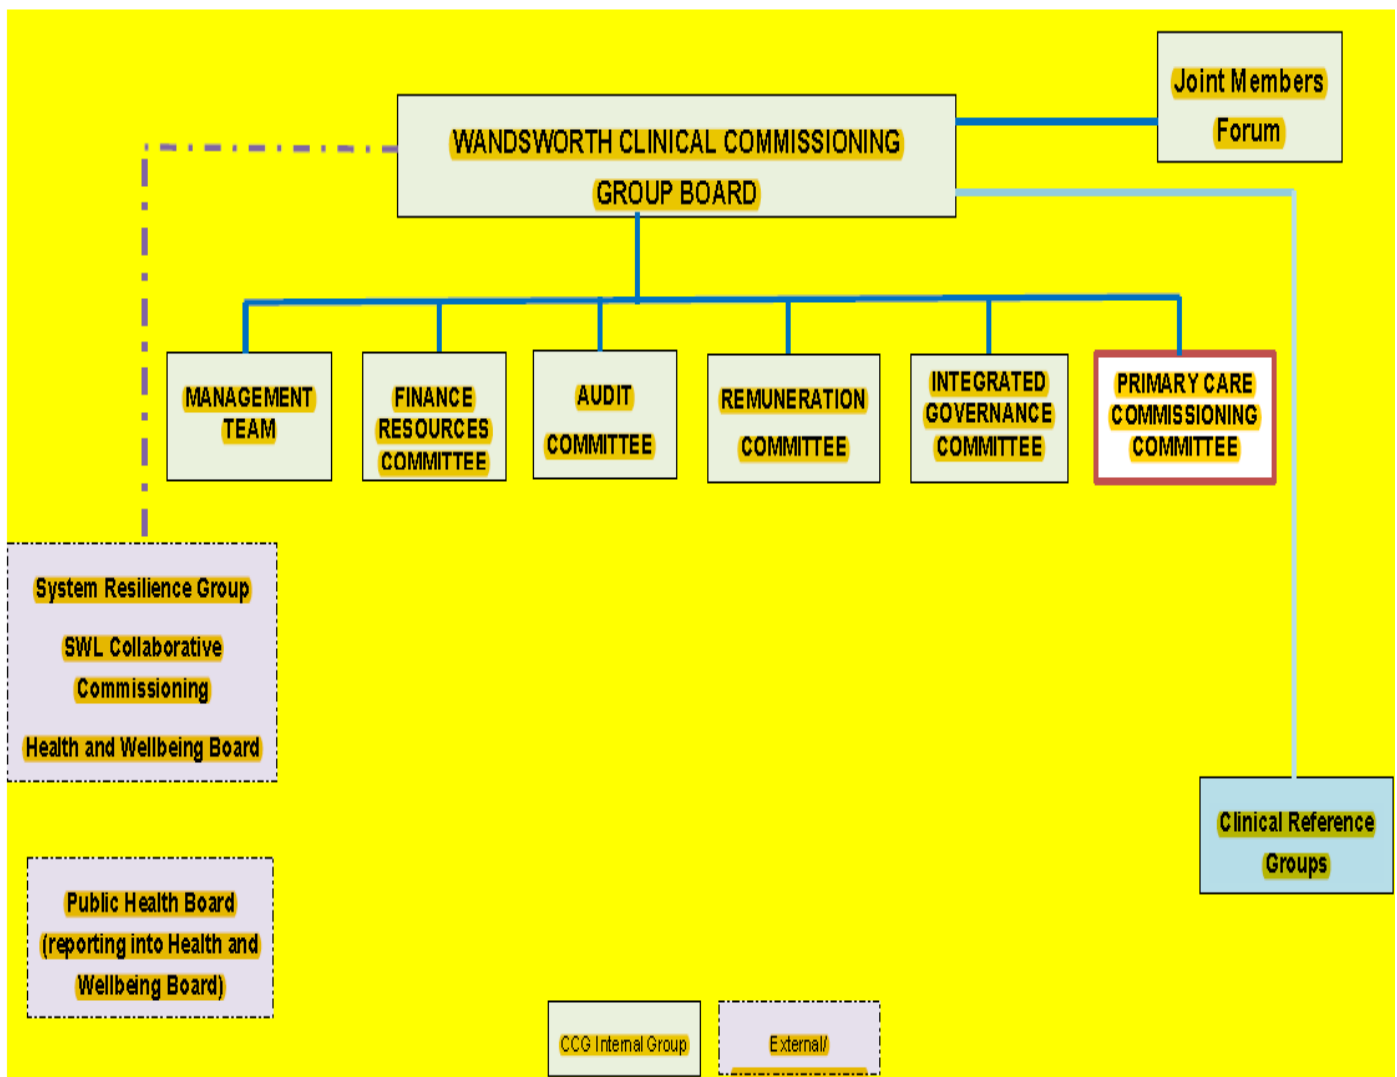 Joint Members
Forum
WANDSWORTH CLINICAL COMMISSIONING
GROUP BOARD
MANAGEMENT
TEAM
FINANCE
RESOURCES
COMMITTEE
AUDIT
COMMITTEE
REMUNERATION
COMMITTEE
INTEGRATED
GOVERNANCE
COMMITTEE
PRIMARY CARE
COMMISSIONING
COMMITTEE
System Resilience Group
SWL Collaborative
Commissioning
Health and Wellbeing Board
Clinical Reference
Groups
Public Health Board
(reporting into Health and
Wellbeing Board)
CCG Internal Group
External/